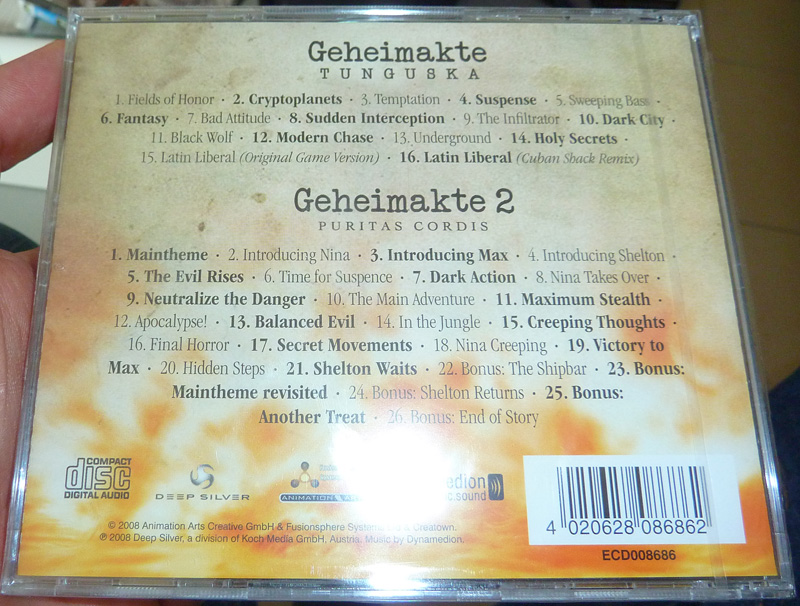 Geheimakte
TUNGUSKA
1. Fields of Honor · 2. Cryptoplanets · 3. Temptation · 4. Suspense · 5. Sweeping Bass ·
6. Fantasy · 7. Bad Attitude · 8. Sudden Interception · 9. The Infiltrator · 10. Dark City ·
11. Black Wolf · 12. Modern Chase · 13. Underground · 14. Holy Secrets ·
15. Latin Liberal (Original Game Version) · 16. Latin Liberal (Cuban Shack Remix)
Geheimakte 2
PURITAS CORDIS
1. Maintheme · 2. Introducing Nina · 3. Introducing Max · 4. Introducing Shelton ·
5. The Evil Rises · 6. Time for Suspence · 7. Dark Action · 8. Nina Takes Over ·
9. Neutralize the Danger · 10. The Main Adventure · 11. Maximum Stealth ·
12. Apocalypse! · 13. Balanced Evil · 14. In the Jungle · 15. Creeping Thoughts ·
16. Final Horror · 17. Secret Movements · 18. Nina Creeping · 19. Victory to
Max · 20. Hidden Steps · 21. Shelton Waits · 22. Bonus: The Shipbar · 23. Bonus:
Maintheme revisited · 24. Bonus: Shelton Returns · 25. Bonus:
Another Treat · 26. Bonus: End of Story
COMPACT
disc
DIGITAL AUDIO
DEEP SILVER
ANIMATION
© 2008 Animation Arts Creative GmbH & Fusionsphere Systems Creatown.
℗ 2008 Deep Silver, a division of Koch Media GmbH, Austria. Music by Dynamedion.
4 020628 086862
ECD008686